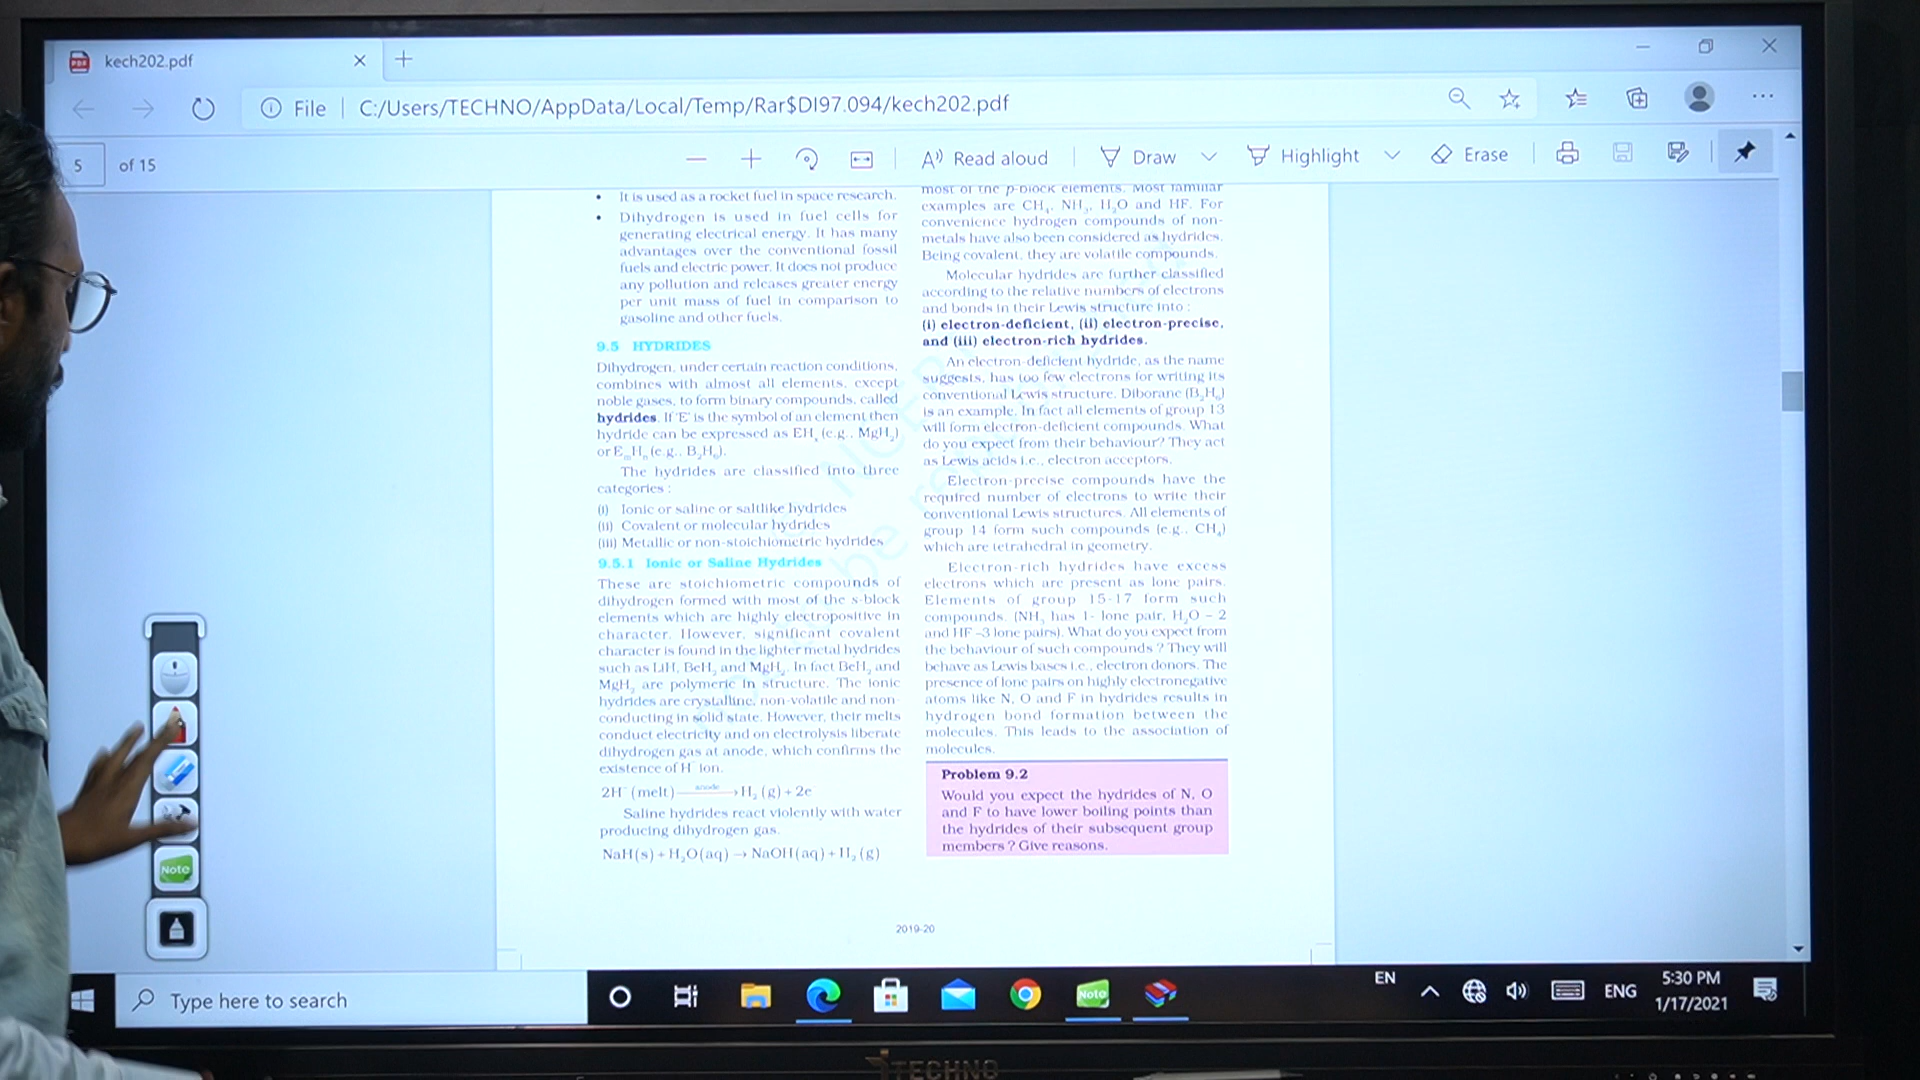 kech202.pdf
File C:/Users/TECHNO/AppData/Local/Temp/Rar$DI97.094/kech202.pdf
5 of 15
Read aloud
Draw
Highlight
Erase
• It is used as a rocket fuel in space research.
• Dihydrogen is used in fuel cells for
generating electrical energy. It has many
advantages over the conventional fossil
fuels and electric power. It does not produce
any pollution and releases greater energy
per unit mass of fuel in comparison to
gasoline and other fuels.
9.5 HYDRIDES
Dihydrogen, under certain reaction conditions,
combines with almost all elements, except
noble gases, to form binary compounds, called
hydrides. If 'E' is the symbol of an element then
hydride can be expressed as EHₓ (e.g., MgH₂)
or EₘHₙ (e.g., B₂H₆).
The hydrides are classified into three
categories :
(i) Ionic or saline or saltlike hydrides
(ii) Covalent or molecular hydrides
(iii) Metallic or non-stoichiometric hydrides
9.5.1 Ionic or Saline Hydrides
These are stoichiometric compounds of
dihydrogen formed with most of the s-block
elements which are highly electropositive in
character. However, significant covalent
character is found in the lighter metal hydrides
such as LiH, BeH₂ and MgH₂. In fact BeH₂ and
MgH₂ are polymeric in structure. The ionic
hydrides are crystalline, non-volatile and non-
conducting in solid state. However, their melts
conduct electricity and on electrolysis liberate
dihydrogen gas at anode, which confirms the
existence of H⁻ ion.
2H⁻ (melt) anode → H₂ (g) + 2e
Saline hydrides react violently with water
producing dihydrogen gas.
NaH(s) + H₂O(aq) → NaOH(aq) + H₂ (g)
most of the p-block elements. Most familiar
examples are CH₄, NH₃, H₂O and HF. For
convenience hydrogen compounds of non-
metals have also been considered as hydrides.
Being covalent, they are volatile compounds.
Molecular hydrides are further classified
according to the relative numbers of electrons
and bonds in their Lewis structure into :
(i) electron-deficient, (ii) electron-precise,
and (iii) electron-rich hydrides.
An electron-deficient hydride, as the name
suggests, has too few electrons for writing its
conventional Lewis structure. Diborane (B₂H₆)
is an example. In fact all elements of group 13
will form electron-deficient compounds. What
do you expect from their behaviour? They act
as Lewis acids i.e., electron acceptors.
Electron-precise compounds have the
required number of electrons to write their
conventional Lewis structures. All elements of
group 14 form such compounds (e.g., CH₄)
which are tetrahedral in geometry.
Electron-rich hydrides have excess
electrons which are present as lone pairs.
Elements of group 15-17 form such
compounds. (NH₃ has 1- lone pair, H₂O – 2
and HF –3 lone pairs). What do you expect from
the behaviour of such compounds ? They will
behave as Lewis bases i.e., electron donors. The
presence of lone pairs on highly electronegative
atoms like N, O and F in hydrides results in
hydrogen bond formation between the
molecules. This leads to the association of
molecules.
Problem 9.2
Would you expect the hydrides of N, O
and F to have lower boiling points than
the hydrides of their subsequent group
members ? Give reasons.
2019-20
Note
Type here to search
Note
EN
ENG
5:30 PM
1/17/2021
TECHNO